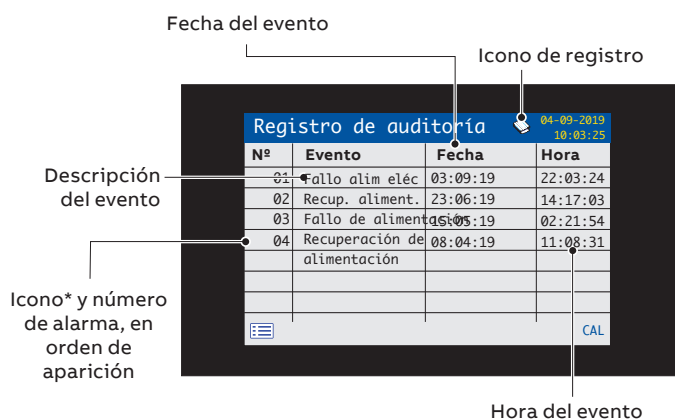 Fecha del evento
Icono de registro
Registro de auditoría
04-09-2019
10:03:25
Nº Evento Fecha Hora
01 Fallo alim eléc 03:09:19 22:03:24
02 Recup. aliment. 23:06:19 14:17:03
03 Fallo de alimentación 15:05:19 02:21:54
04 Recuperación de 08:04:19 11:08:31
alimentación
CAL
Descripción
del evento
Icono* y número
de alarma, en
orden de
aparición
Hora del evento